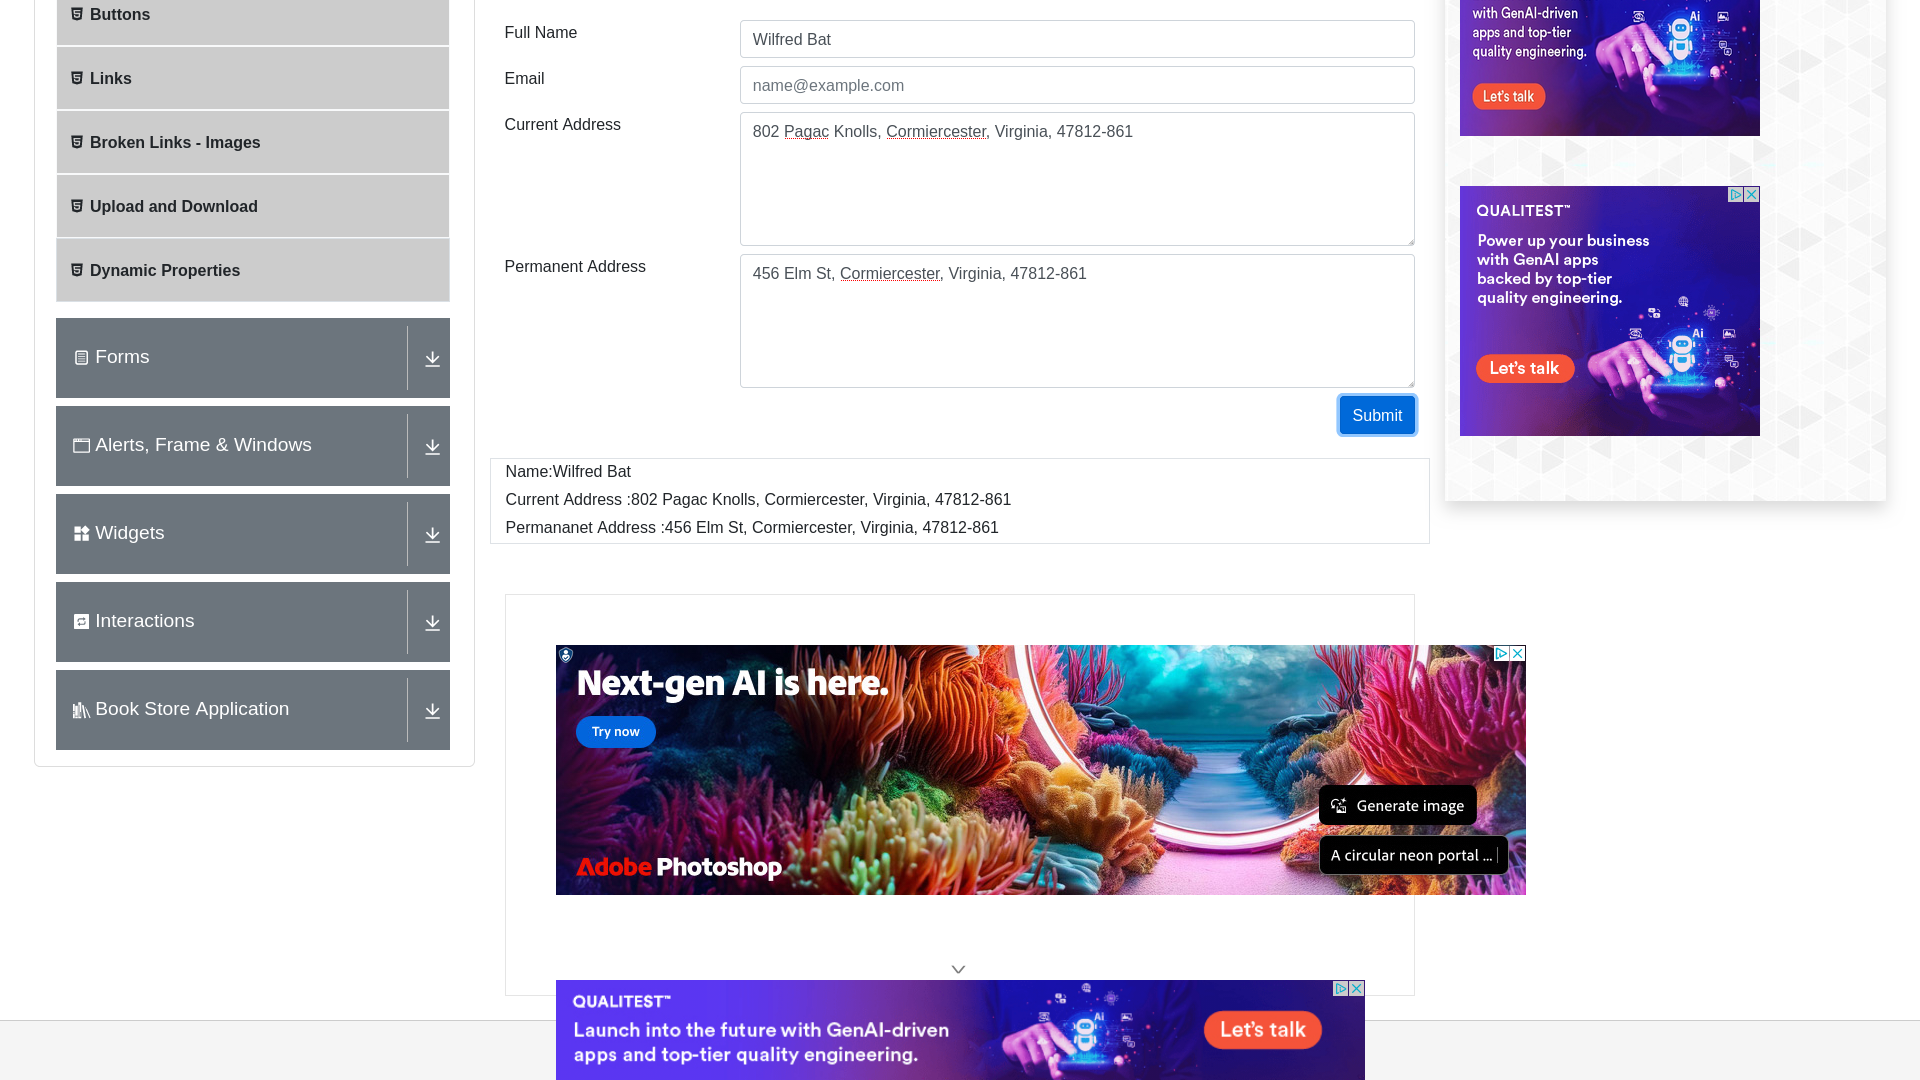 Buttons
Links
Broken Links - Images
Upload and Download
Dynamic Properties
Forms
Alerts, Frame & Windows
Widgets
Interactions
Book Store Application
Full Name
Wilfred Bat
Email
name@example.com
Current Address
802 Pagac Knolls, Cormiercester, Virginia, 47812-861
Permanent Address
456 Elm St, Cormiercester, Virginia, 47812-861
Submit
Name:Wilfred Bat
Current Address :802 Pagac Knolls, Cormiercester, Virginia, 47812-861
Permananet Address :456 Elm St, Cormiercester, Virginia, 47812-861
with GenAI-driven
apps and top-tier
quality engineering.
Ai
Let's talk
QUALITEST™
Power up your business
with GenAI apps
backed by top-tier
quality engineering.
Ai
Let's talk
Next-gen AI is here.
Try now
Generate image
A circular neon portal ...
Adobe Photoshop
QUALITEST™
Launch into the future with GenAI-driven
apps and top-tier quality engineering.
Ai
Let's talk